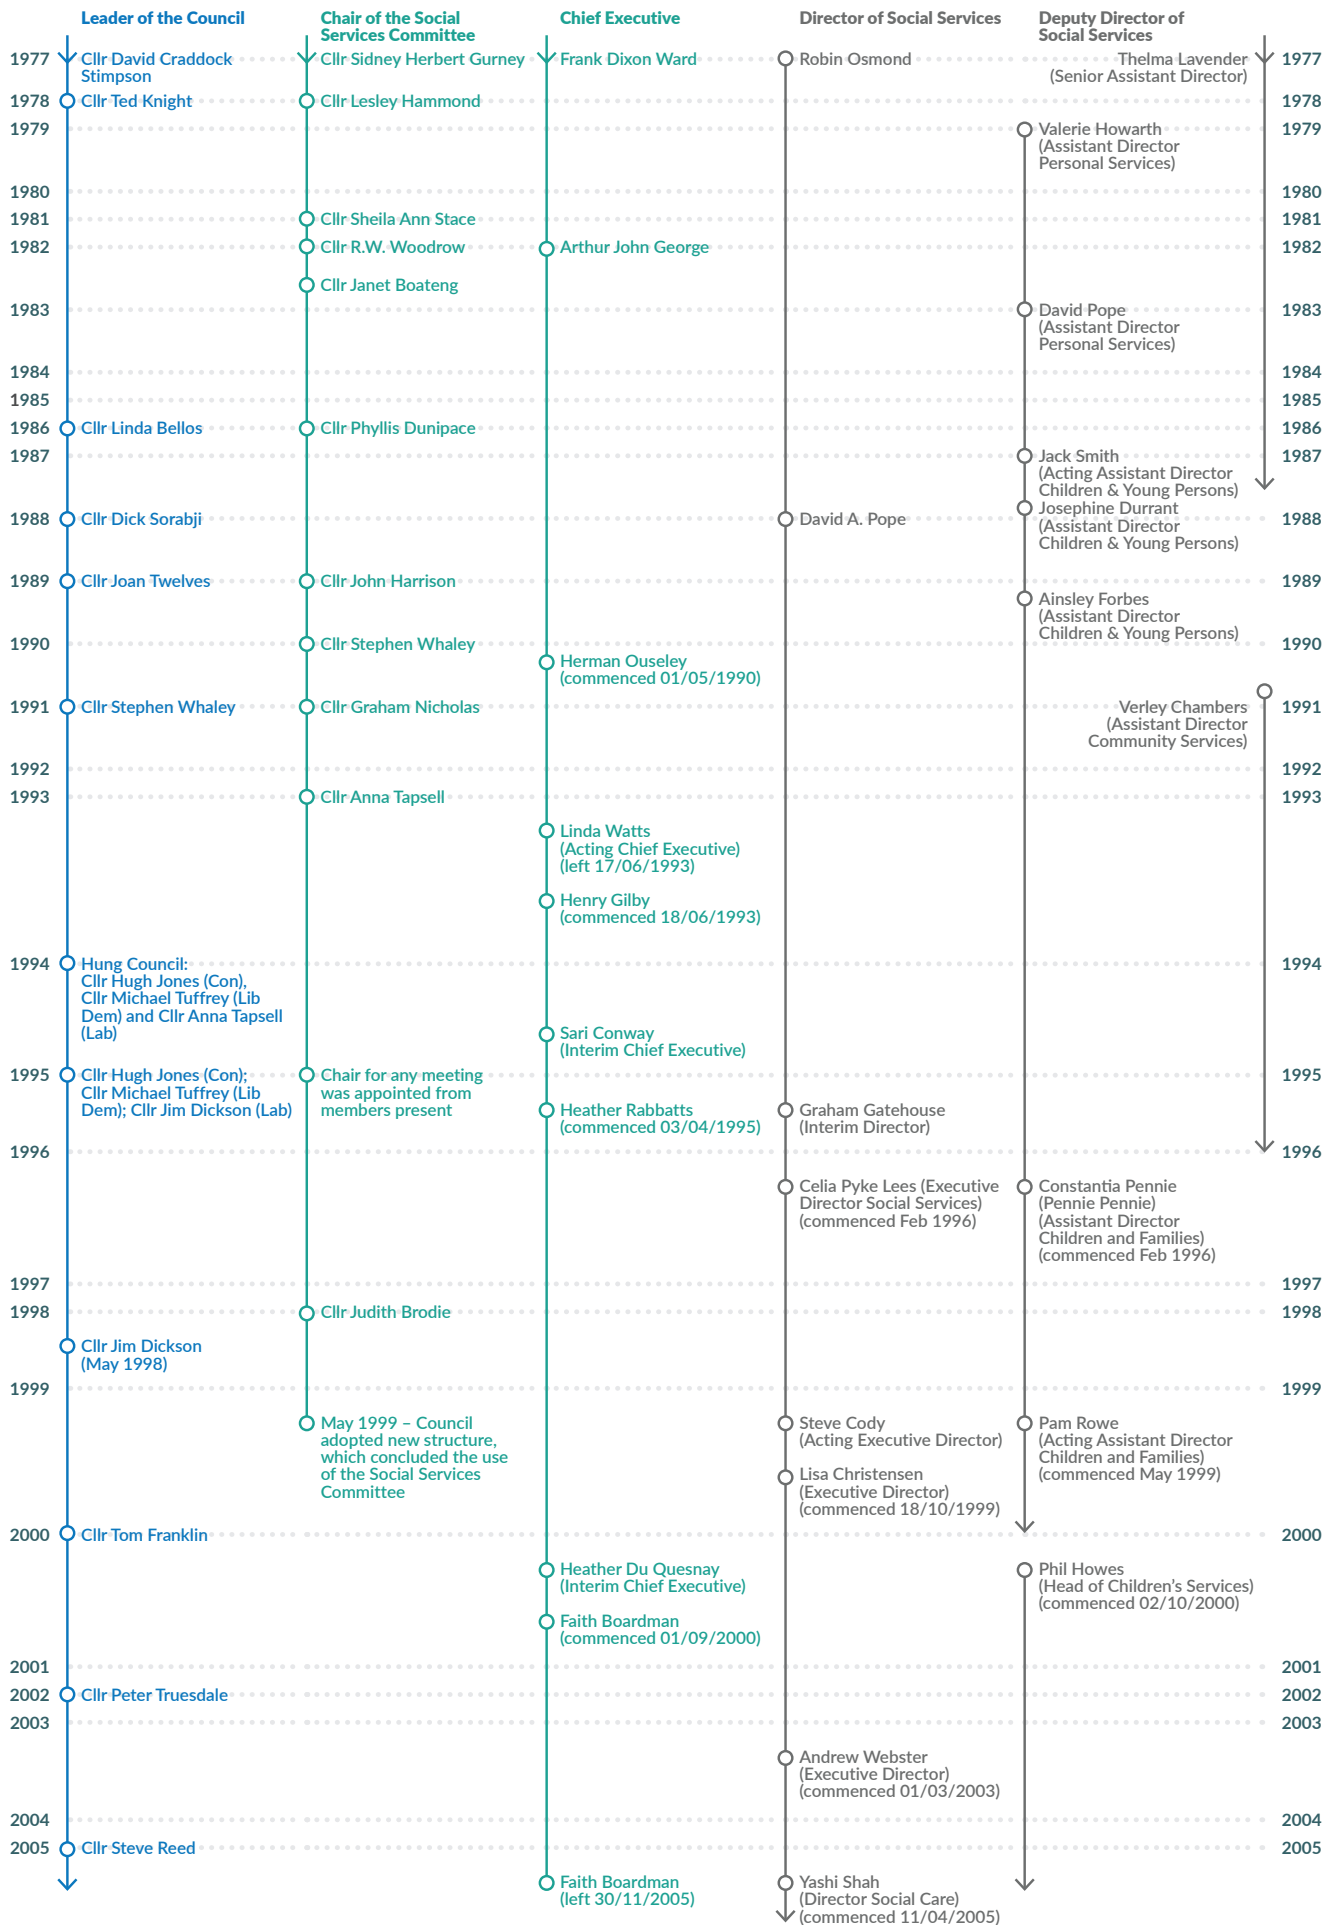 Leader of the Council
Chair of the Social
Services Committee
Chief Executive
Director of Social Services
Deputy Director of
Social Services
1977
Cllr David Craddock
Stimpson
Cllr Sidney Herbert Gurney
Frank Dixon Ward
Robin Osmond
Thelma Lavender
(Senior Assistant Director)
1977
1978
Cllr Ted Knight
Cllr Lesley Hammond
1978
1979
Valerie Howarth
(Assistant Director
Personal Services)
1979
1980
1980
1981
Cllr Sheila Ann Stace
1981
1982
Cllr R.W. Woodrow
Arthur John George
1982
Cllr Janet Boateng
1983
David Pope
(Assistant Director
Personal Services)
1983
1984
1984
1985
1985
1986
Cllr Linda Bellos
Cllr Phyllis Dunipace
1986
1987
Jack Smith
(Acting Assistant Director
Children & Young Persons)
1987
Josephine Durrant
(Assistant Director
Children & Young Persons)
1988
Cllr Dick Sorabji
David A. Pope
1988
1989
Cllr Joan Twelves
Cllr John Harrison
1989
Ainsley Forbes
(Assistant Director
Children & Young Persons)
1990
Cllr Stephen Whaley
1990
Herman Ouseley
(commenced 01/05/1990)
1991
Cllr Stephen Whaley
Cllr Graham Nicholas
Verley Chambers
(Assistant Director
Community Services)
1991
1992
1992
1993
Cllr Anna Tapsell
1993
Linda Watts
(Acting Chief Executive)
(left 17/06/1993)
Henry Gilby
(commenced 18/06/1993)
1994
Hung Council:
Cllr Hugh Jones (Con),
Cllr Michael Tuffrey (Lib
Dem) and Cllr Anna Tapsell
(Lab)
1994
Sari Conway
(Interim Chief Executive)
1995
Cllr Hugh Jones (Con);
Cllr Michael Tuffrey (Lib
Dem); Cllr Jim Dickson (Lab)
Chair for any meeting
was appointed from
members present
1995
Heather Rabbatts
(commenced 03/04/1995)
Graham Gatehouse
(Interim Director)
1996
1996
Celia Pyke Lees (Executive
Director Social Services)
(commenced Feb 1996)
Constantia Pennie
(Pennie Pennie)
(Assistant Director
Children and Families)
(commenced Feb 1996)
1997
1997
1998
Cllr Judith Brodie
1998
Cllr Jim Dickson
(May 1998)
1999
1999
May 1999 – Council
adopted new structure,
which concluded the use
of the Social Services
Committee
Steve Cody
(Acting Executive Director)
Pam Rowe
(Acting Assistant Director
Children and Families)
(commenced May 1999)
Lisa Christensen
(Executive Director)
(commenced 18/10/1999)
2000
Cllr Tom Franklin
2000
Heather Du Quesnay
(Interim Chief Executive)
Phil Howes
(Head of Children's Services)
(commenced 02/10/2000)
Faith Boardman
(commenced 01/09/2000)
2001
2001
2002
Cllr Peter Truesdale
2002
2003
2003
Andrew Webster
(Executive Director)
(commenced 01/03/2003)
2004
2004
2005
Cllr Steve Reed
2005
Faith Boardman
(left 30/11/2005)
Yashi Shah
(Director Social Care)
(commenced 11/04/2005)